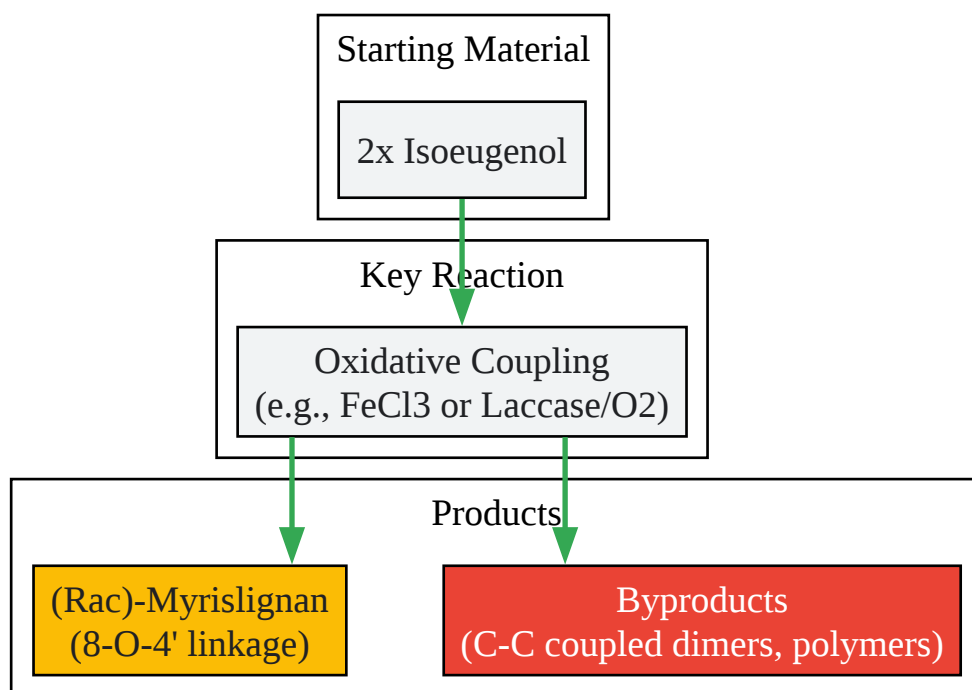 Starting Material
2x Isoeugenol
Key Reaction
Oxidative Coupling
(e.g., FeCl3 or Laccase/O2)
Products
(Rac)-Myrislignan
(8-O-4' linkage)
Byproducts
(C-C coupled dimers, polymers)